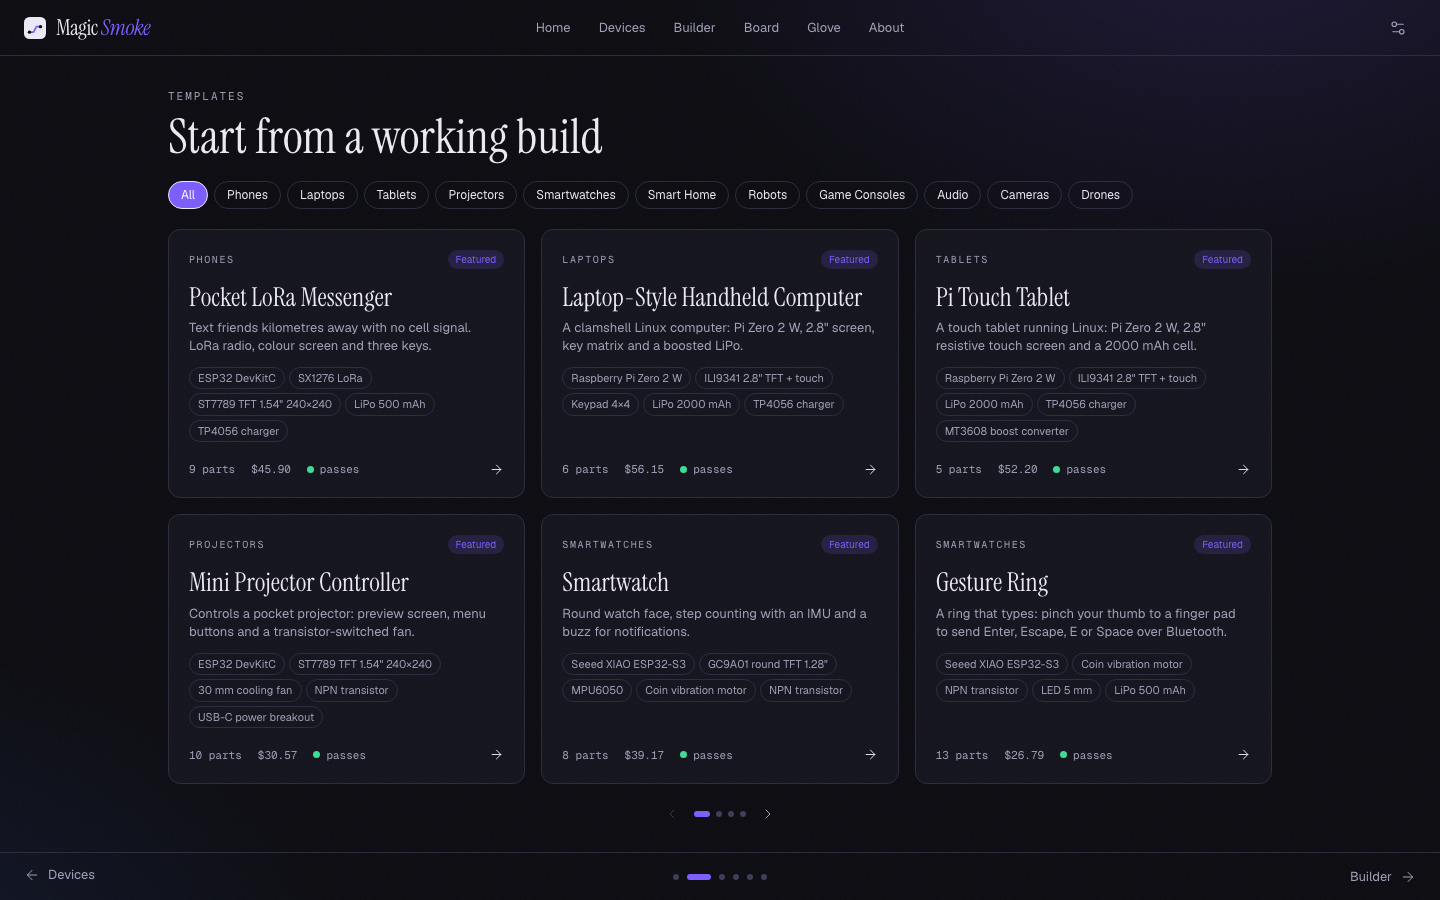 Magic Smoke
Home
Devices
Builder
Board
Glove
About
TEMPLATES
Start from a working build
All
Phones
Laptops
Tablets
Projectors
Smartwatches
Smart Home
Robots
Game Consoles
Audio
Cameras
Drones
PHONES
Featured
Pocket LoRa Messenger
Text friends kilometres away with no cell signal.
LoRa radio, colour screen and three keys.
ESP32 DevKitC
SX1276 LoRa
ST7789 TFT 1.54" 240×240
LiPo 500 mAh
TP4056 charger
9 parts
$45.90
passes
LAPTOPS
Featured
Laptop-Style Handheld Computer
A clamshell Linux computer: Pi Zero 2 W, 2.8" screen,
key matrix and a boosted LiPo.
Raspberry Pi Zero 2 W
ILI9341 2.8" TFT + touch
Keypad 4×4
LiPo 2000 mAh
TP4056 charger
6 parts
$56.15
passes
TABLETS
Featured
Pi Touch Tablet
A touch tablet running Linux: Pi Zero 2 W, 2.8"
resistive touch screen and a 2000 mAh cell.
Raspberry Pi Zero 2 W
ILI9341 2.8" TFT + touch
LiPo 2000 mAh
TP4056 charger
MT3608 boost converter
5 parts
$52.20
passes
PROJECTORS
Featured
Mini Projector Controller
Controls a pocket projector: preview screen, menu
buttons and a transistor-switched fan.
ESP32 DevKitC
ST7789 TFT 1.54" 240×240
30 mm cooling fan
NPN transistor
USB-C power breakout
10 parts
$30.57
passes
SMARTWATCHES
Featured
Smartwatch
Round watch face, step counting with an IMU and a
buzz for notifications.
Seeed XIAO ESP32-S3
GC9A01 round TFT 1.28"
MPU6050
Coin vibration motor
NPN transistor
8 parts
$39.17
passes
SMARTWATCHES
Featured
Gesture Ring
A ring that types: pinch your thumb to a finger pad
to send Enter, Escape, E or Space over Bluetooth.
Seeed XIAO ESP32-S3
Coin vibration motor
NPN transistor
LED 5 mm
LiPo 500 mAh
13 parts
$26.79
passes
Devices
Builder